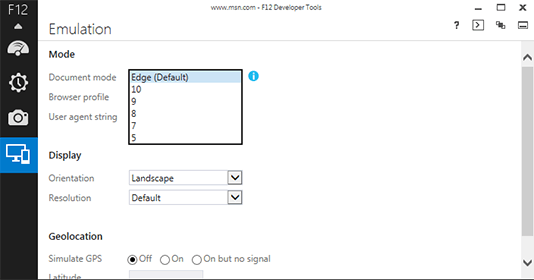 F12
www.msn.com - F12 Developer Tools
Emulation
?
Mode
Document mode
Edge (Default)
10
9
8
7
5
Browser profile
User agent string
Display
Orientation
Landscape
Resolution
Default
Geolocation
Simulate GPS
Off
On
On but no signal
Latitude